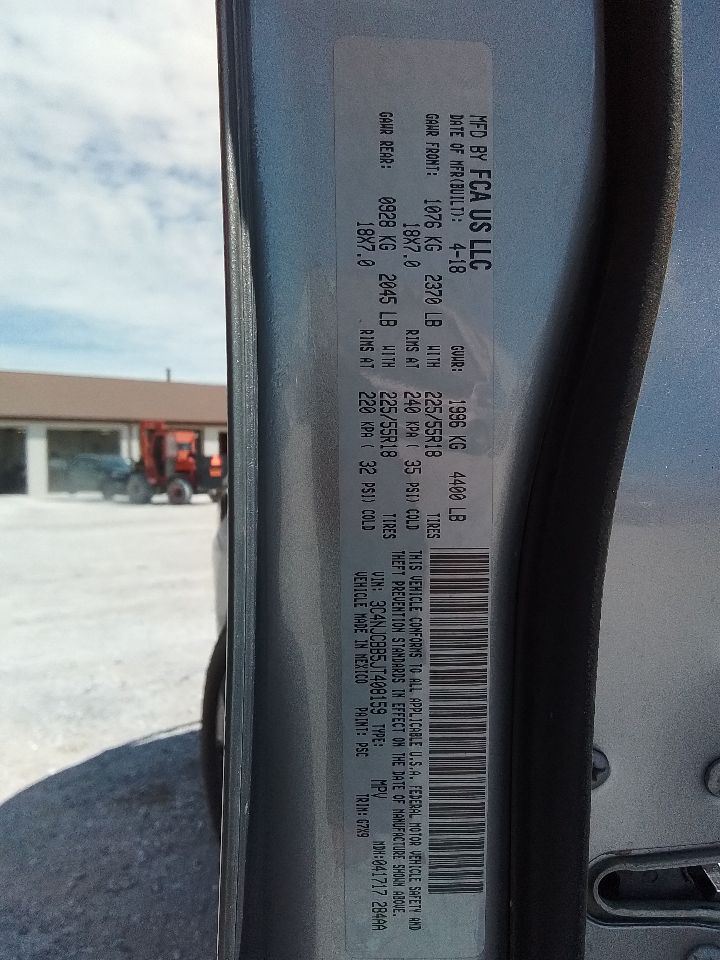 MFD BY FCA US LLC
DATE OF MFR(BUILT): 4-18 GVWR: 1996 KG 4400 LB
GAWR FRONT: 1076 KG 2370 LB WITH 225/55R18 TIRES
18X7.0 RIMS AT 240 KPA ( 35 PSI) COLD
GAWR REAR: 0928 KG 2045 LB WITH 225/55R18 TIRES
18X7.0 RIMS AT 220 KPA ( 32 PSI) COLD
THIS VEHICLE CONFORMS TO ALL APPLICABLE U.S.A. FEDERAL MOTOR VEHICLE SAFETY AND
THEFT PREVENTION STANDARDS IN EFFECT ON THE DATE OF MANUFACTURE SHOWN ABOVE.
VIN: 3C4NJCBB5JT408159 TYPE: MPV MDH:041717 284AA
VEHICLE MADE IN MEXICO PAINT: PSC TRIM: G7X9